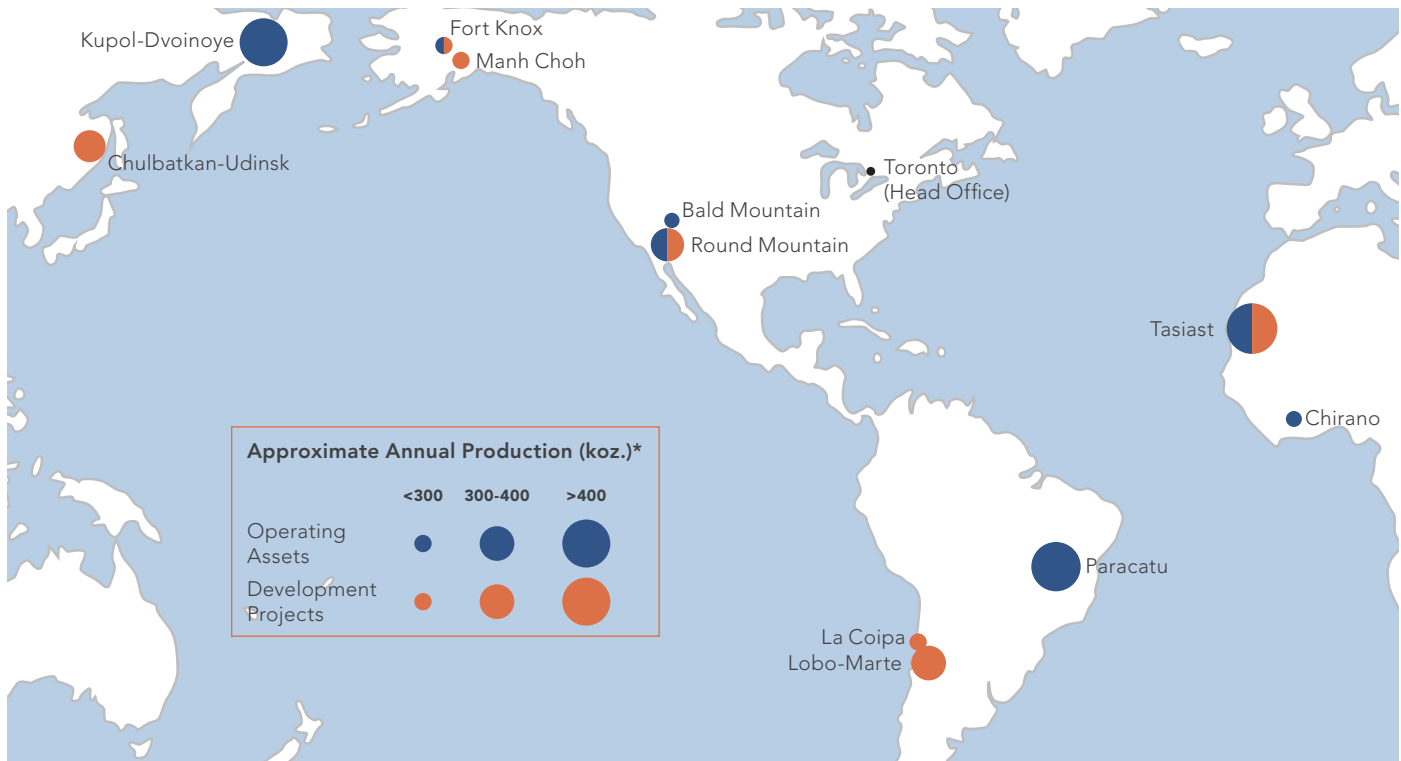 Kupol-Dvoinoye
Fort Knox
Manh Choh
Chulbatkan-Udinsk
Toronto
(Head Office)
Bald Mountain
Round Mountain
Tasiast
Chirano
Approximate Annual Production (koz.)*
<300 300-400 >400
Operating
Assets
Development
Projects
Paracatu
La Coipa
Lobo-Marte